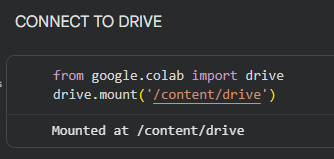 CONNECT TO DRIVE
from google.colab import drive
drive.mount('/content/drive')
Mounted at /content/drive